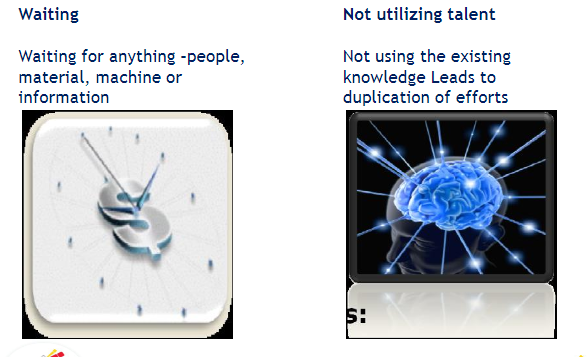 Waiting
Waiting for anything -people,
material, machine or
information
Not utilizing talent
Not using the existing
knowledge Leads to
duplication of efforts
s: